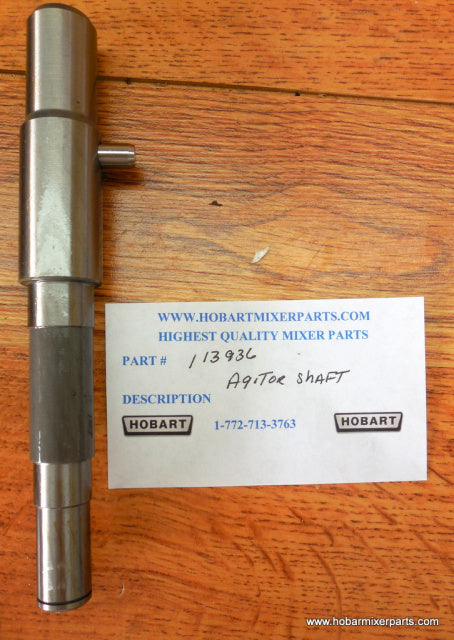 WWW.HOBARTMIXERPARTS.COM
HIGHEST QUALITY MIXER PARTS
PART # 113936
Agitor shaft
DESCRIPTION
HOBART 1-772-713-3763 HOBART
www.hobarmixerparts.com